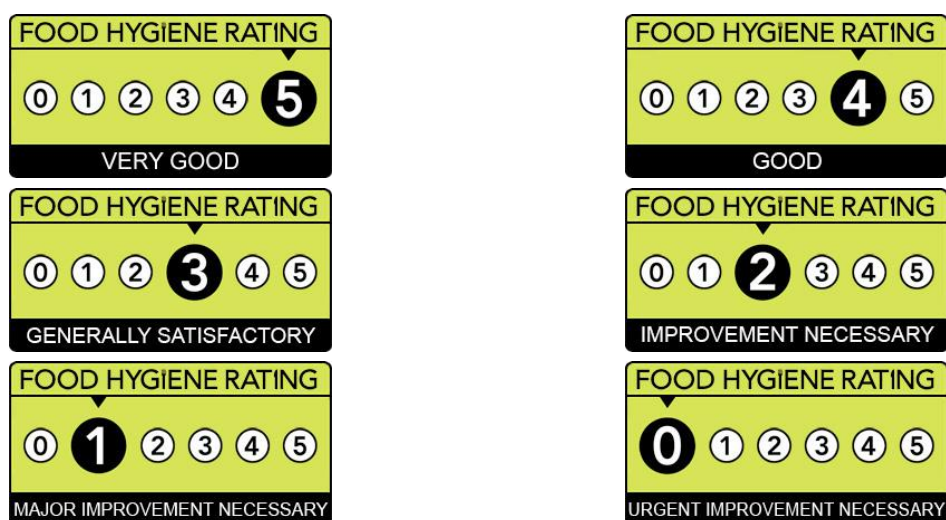 FOOD HYGIENE RATING
0 1 2 3 4 5
VERY GOOD
FOOD HYGIENE RATING
0 1 2 3 4 5
GOOD
FOOD HYGIENE RATING
0 1 2 3 4 5
GENERALLY SATISFACTORY
FOOD HYGIENE RATING
0 1 2 3 4 5
IMPROVEMENT NECESSARY
FOOD HYGIENE RATING
0 1 2 3 4 5
MAJOR IMPROVEMENT NECESSARY
FOOD HYGIENE RATING
0 1 2 3 4 5
URGENT IMPROVEMENT NECESSARY